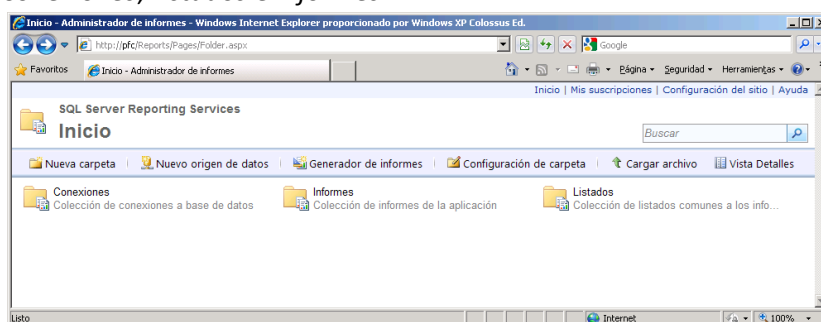 Inicio - Administrador de informes - Windows Internet Explorer proporcionado por Windows XP Colossus Ed.
http://pfc/Reports/Pages/Folder.aspx
Google
Favoritos
Inicio - Administrador de informes
Página
Seguridad
Herramientas
Inicio | Mis suscripciones | Configuración del sitio | Ayuda
SQL Server Reporting Services
Inicio
Buscar
Nueva carpeta
Nuevo origen de datos
Generador de informes
Configuración de carpeta
Cargar archivo
Vista Detalles
Conexiones
Colección de conexiones a base de datos
Informes
Colección de informes de la aplicación
Listados
Colección de listados comunes a los info...
Listo
Internet
100%